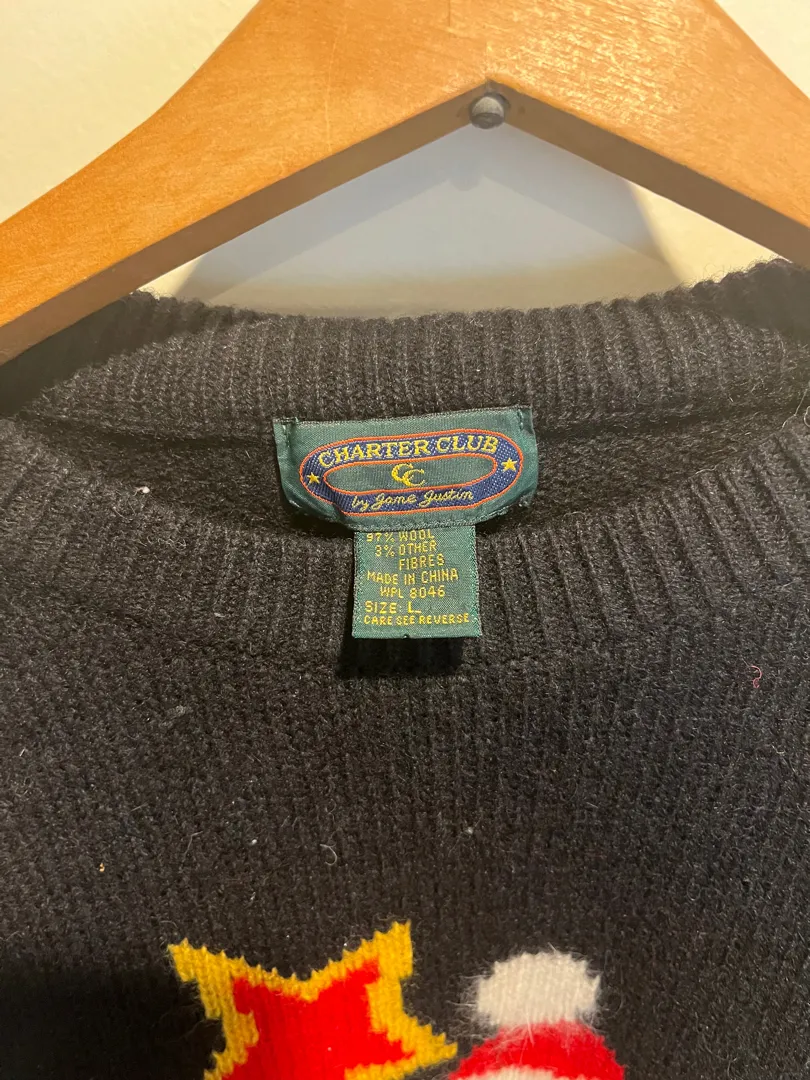 CHARTER CLUB
CC
by Jane Justin
97% WOOL
3% OTHER
FIBRES
MADE IN CHINA
WPL 8046
SIZE: L
CARE SEE REVERSE